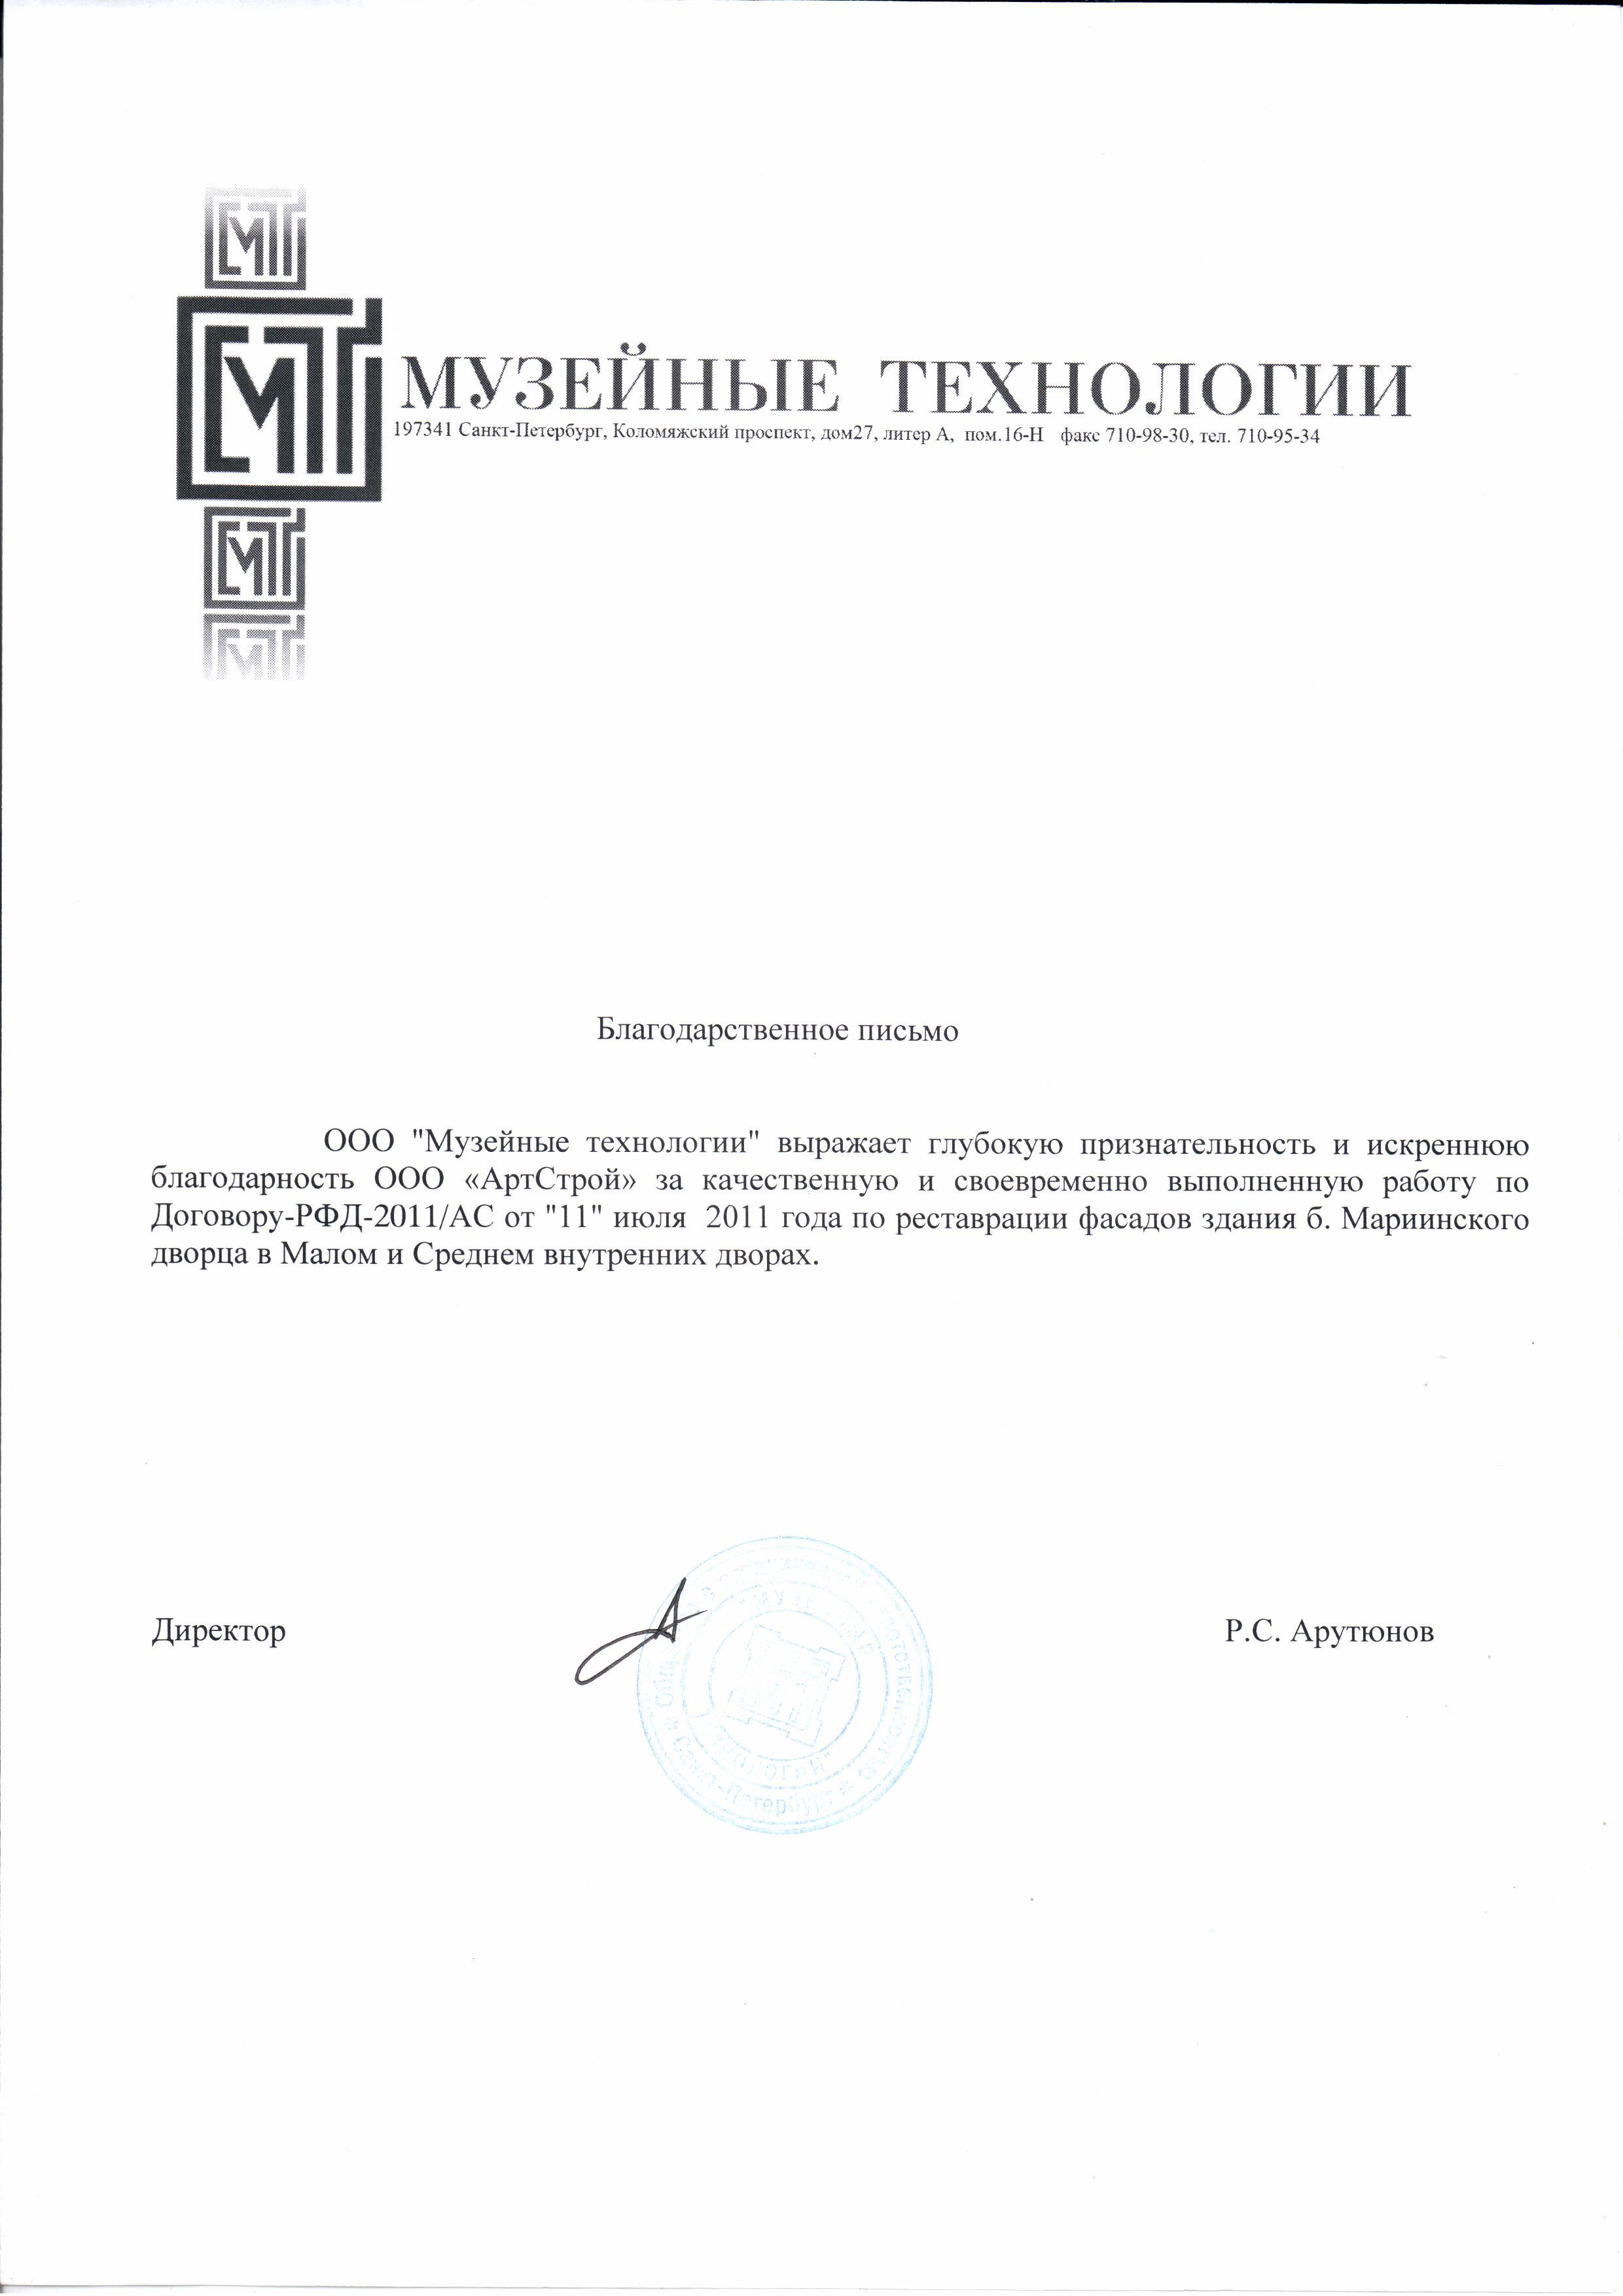 МТ
МТ
МУЗЕЙНЫЕ ТЕХНОЛОГИИ
197341 Санкт-Петербург, Коломяжский проспект, дом27, литер А, пом.16-Н факс 710-98-30, тел. 710-95-34
МТ
МТ
Благодарственное письмо
ООО "Музейные технологии" выражает глубокую признательность и искреннюю
благодарность ООО «АртСтрой» за качественную и своевременно выполненную работу по
Договору-РФД-2011/АС от "11" июля 2011 года по реставрации фасадов здания б. Мариинского
дворца в Малом и Среднем внутренних дворах.
Директор
Р.С. Арутюнов
Санкт-Петербург